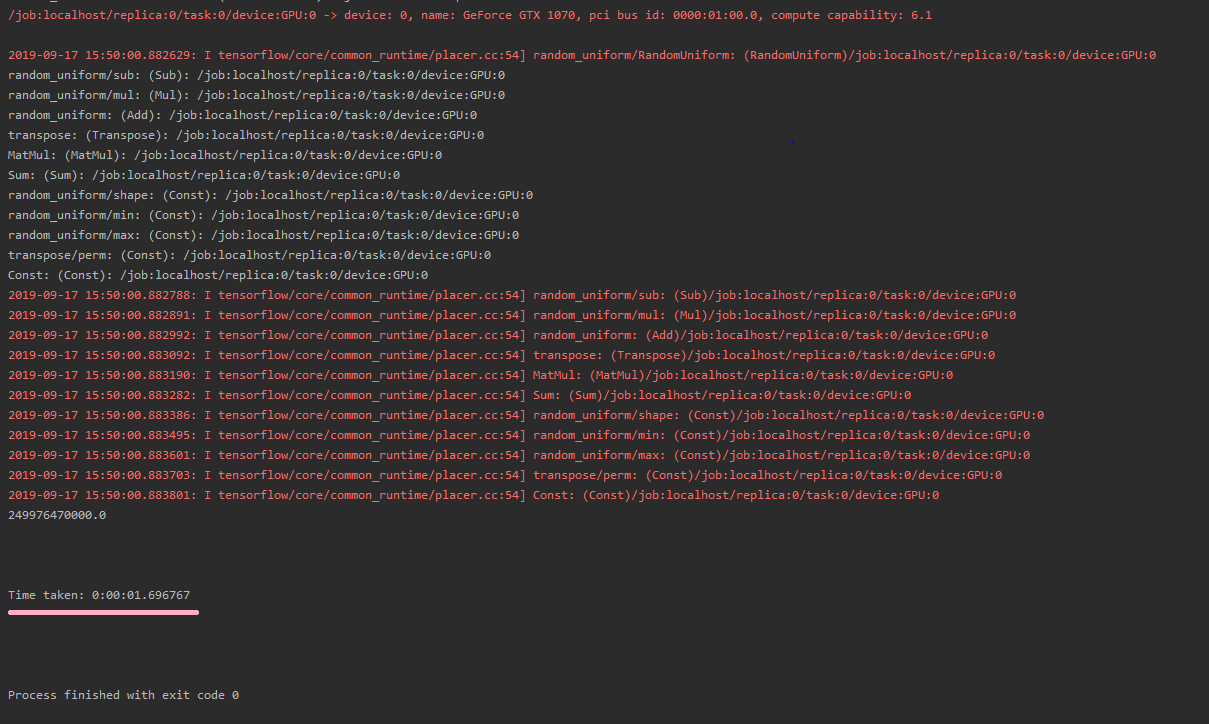 /job:localhost/replica:0/task:0/device:GPU:0 -> device: 0, name: GeForce GTX 1070, pci bus id: 0000:01:00.0, compute capability: 6.1
2019-09-17 15:50:00.882629: I tensorflow/core/common_runtime/placer.cc:54] random_uniform/RandomUniform: (RandomUniform)/job:localhost/replica:0/task:0/device:GPU:0
random_uniform/sub: (Sub): /job:localhost/replica:0/task:0/device:GPU:0
random_uniform/mul: (Mul): /job:localhost/replica:0/task:0/device:GPU:0
random_uniform: (Add): /job:localhost/replica:0/task:0/device:GPU:0
transpose: (Transpose): /job:localhost/replica:0/task:0/device:GPU:0
MatMul: (MatMul): /job:localhost/replica:0/task:0/device:GPU:0
Sum: (Sum): /job:localhost/replica:0/task:0/device:GPU:0
random_uniform/shape: (Const): /job:localhost/replica:0/task:0/device:GPU:0
random_uniform/min: (Const): /job:localhost/replica:0/task:0/device:GPU:0
random_uniform/max: (Const): /job:localhost/replica:0/task:0/device:GPU:0
transpose/perm: (Const): /job:localhost/replica:0/task:0/device:GPU:0
Const: (Const): /job:localhost/replica:0/task:0/device:GPU:0
2019-09-17 15:50:00.882788: I tensorflow/core/common_runtime/placer.cc:54] random_uniform/sub: (Sub)/job:localhost/replica:0/task:0/device:GPU:0
2019-09-17 15:50:00.882891: I tensorflow/core/common_runtime/placer.cc:54] random_uniform/mul: (Mul)/job:localhost/replica:0/task:0/device:GPU:0
2019-09-17 15:50:00.882992: I tensorflow/core/common_runtime/placer.cc:54] random_uniform: (Add)/job:localhost/replica:0/task:0/device:GPU:0
2019-09-17 15:50:00.883092: I tensorflow/core/common_runtime/placer.cc:54] transpose: (Transpose)/job:localhost/replica:0/task:0/device:GPU:0
2019-09-17 15:50:00.883190: I tensorflow/core/common_runtime/placer.cc:54] MatMul: (MatMul)/job:localhost/replica:0/task:0/device:GPU:0
2019-09-17 15:50:00.883282: I tensorflow/core/common_runtime/placer.cc:54] Sum: (Sum)/job:localhost/replica:0/task:0/device:GPU:0
2019-09-17 15:50:00.883386: I tensorflow/core/common_runtime/placer.cc:54] random_uniform/shape: (Const)/job:localhost/replica:0/task:0/device:GPU:0
2019-09-17 15:50:00.883495: I tensorflow/core/common_runtime/placer.cc:54] random_uniform/min: (Const)/job:localhost/replica:0/task:0/device:GPU:0
2019-09-17 15:50:00.883601: I tensorflow/core/common_runtime/placer.cc:54] random_uniform/max: (Const)/job:localhost/replica:0/task:0/device:GPU:0
2019-09-17 15:50:00.883703: I tensorflow/core/common_runtime/placer.cc:54] transpose/perm: (Const)/job:localhost/replica:0/task:0/device:GPU:0
2019-09-17 15:50:00.883801: I tensorflow/core/common_runtime/placer.cc:54] Const: (Const)/job:localhost/replica:0/task:0/device:GPU:0
249976470000.0
Time taken: 0:00:01.696767
Process finished with exit code 0